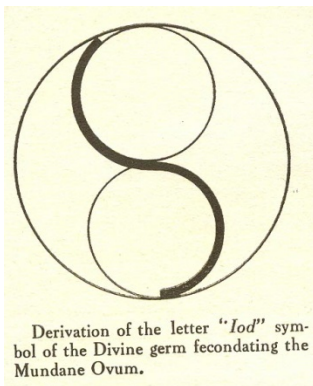 Derivation of the letter "Iod" sym-
bol of the Divine germ fecondating the
Mundane Ovum.